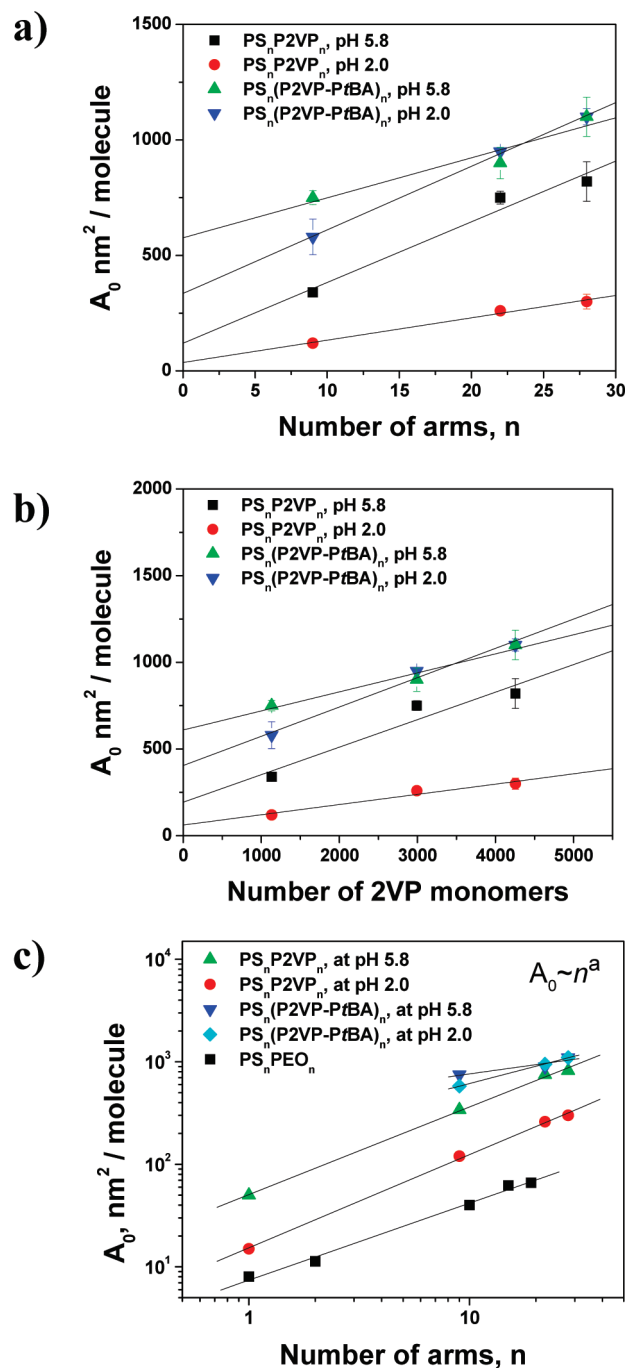 a)
PSnP2VPn, pH 5.8
PSnP2VPn, pH 2.0
PSn(P2VP-PtBA)n, pH 5.8
PSn(P2VP-PtBA)n, pH 2.0
1500
1000
500
0
A0 nm² / molecule
0 5 10 15 20 25 30
Number of arms, n
b)
PSnP2VPn, pH 5.8
PSnP2VPn, pH 2.0
PSn(P2VP-PtBA)n, pH 5.8
PSn(P2VP-PtBA)n, pH 2.0
2000
1500
1000
500
0
A0 nm² / molecule
0 1000 2000 3000 4000 5000
Number of 2VP monomers
c)
PSnP2VPn, at pH 5.8
PSnP2VPn, at pH 2.0
PSn(P2VP-PtBA)n, at pH 5.8
PSn(P2VP-PtBA)n, at pH 2.0
PSnPEOn
A0~nᵃ
10⁴
10³
10²
10¹
A0, nm² / molecule
1 10
Number of arms, n